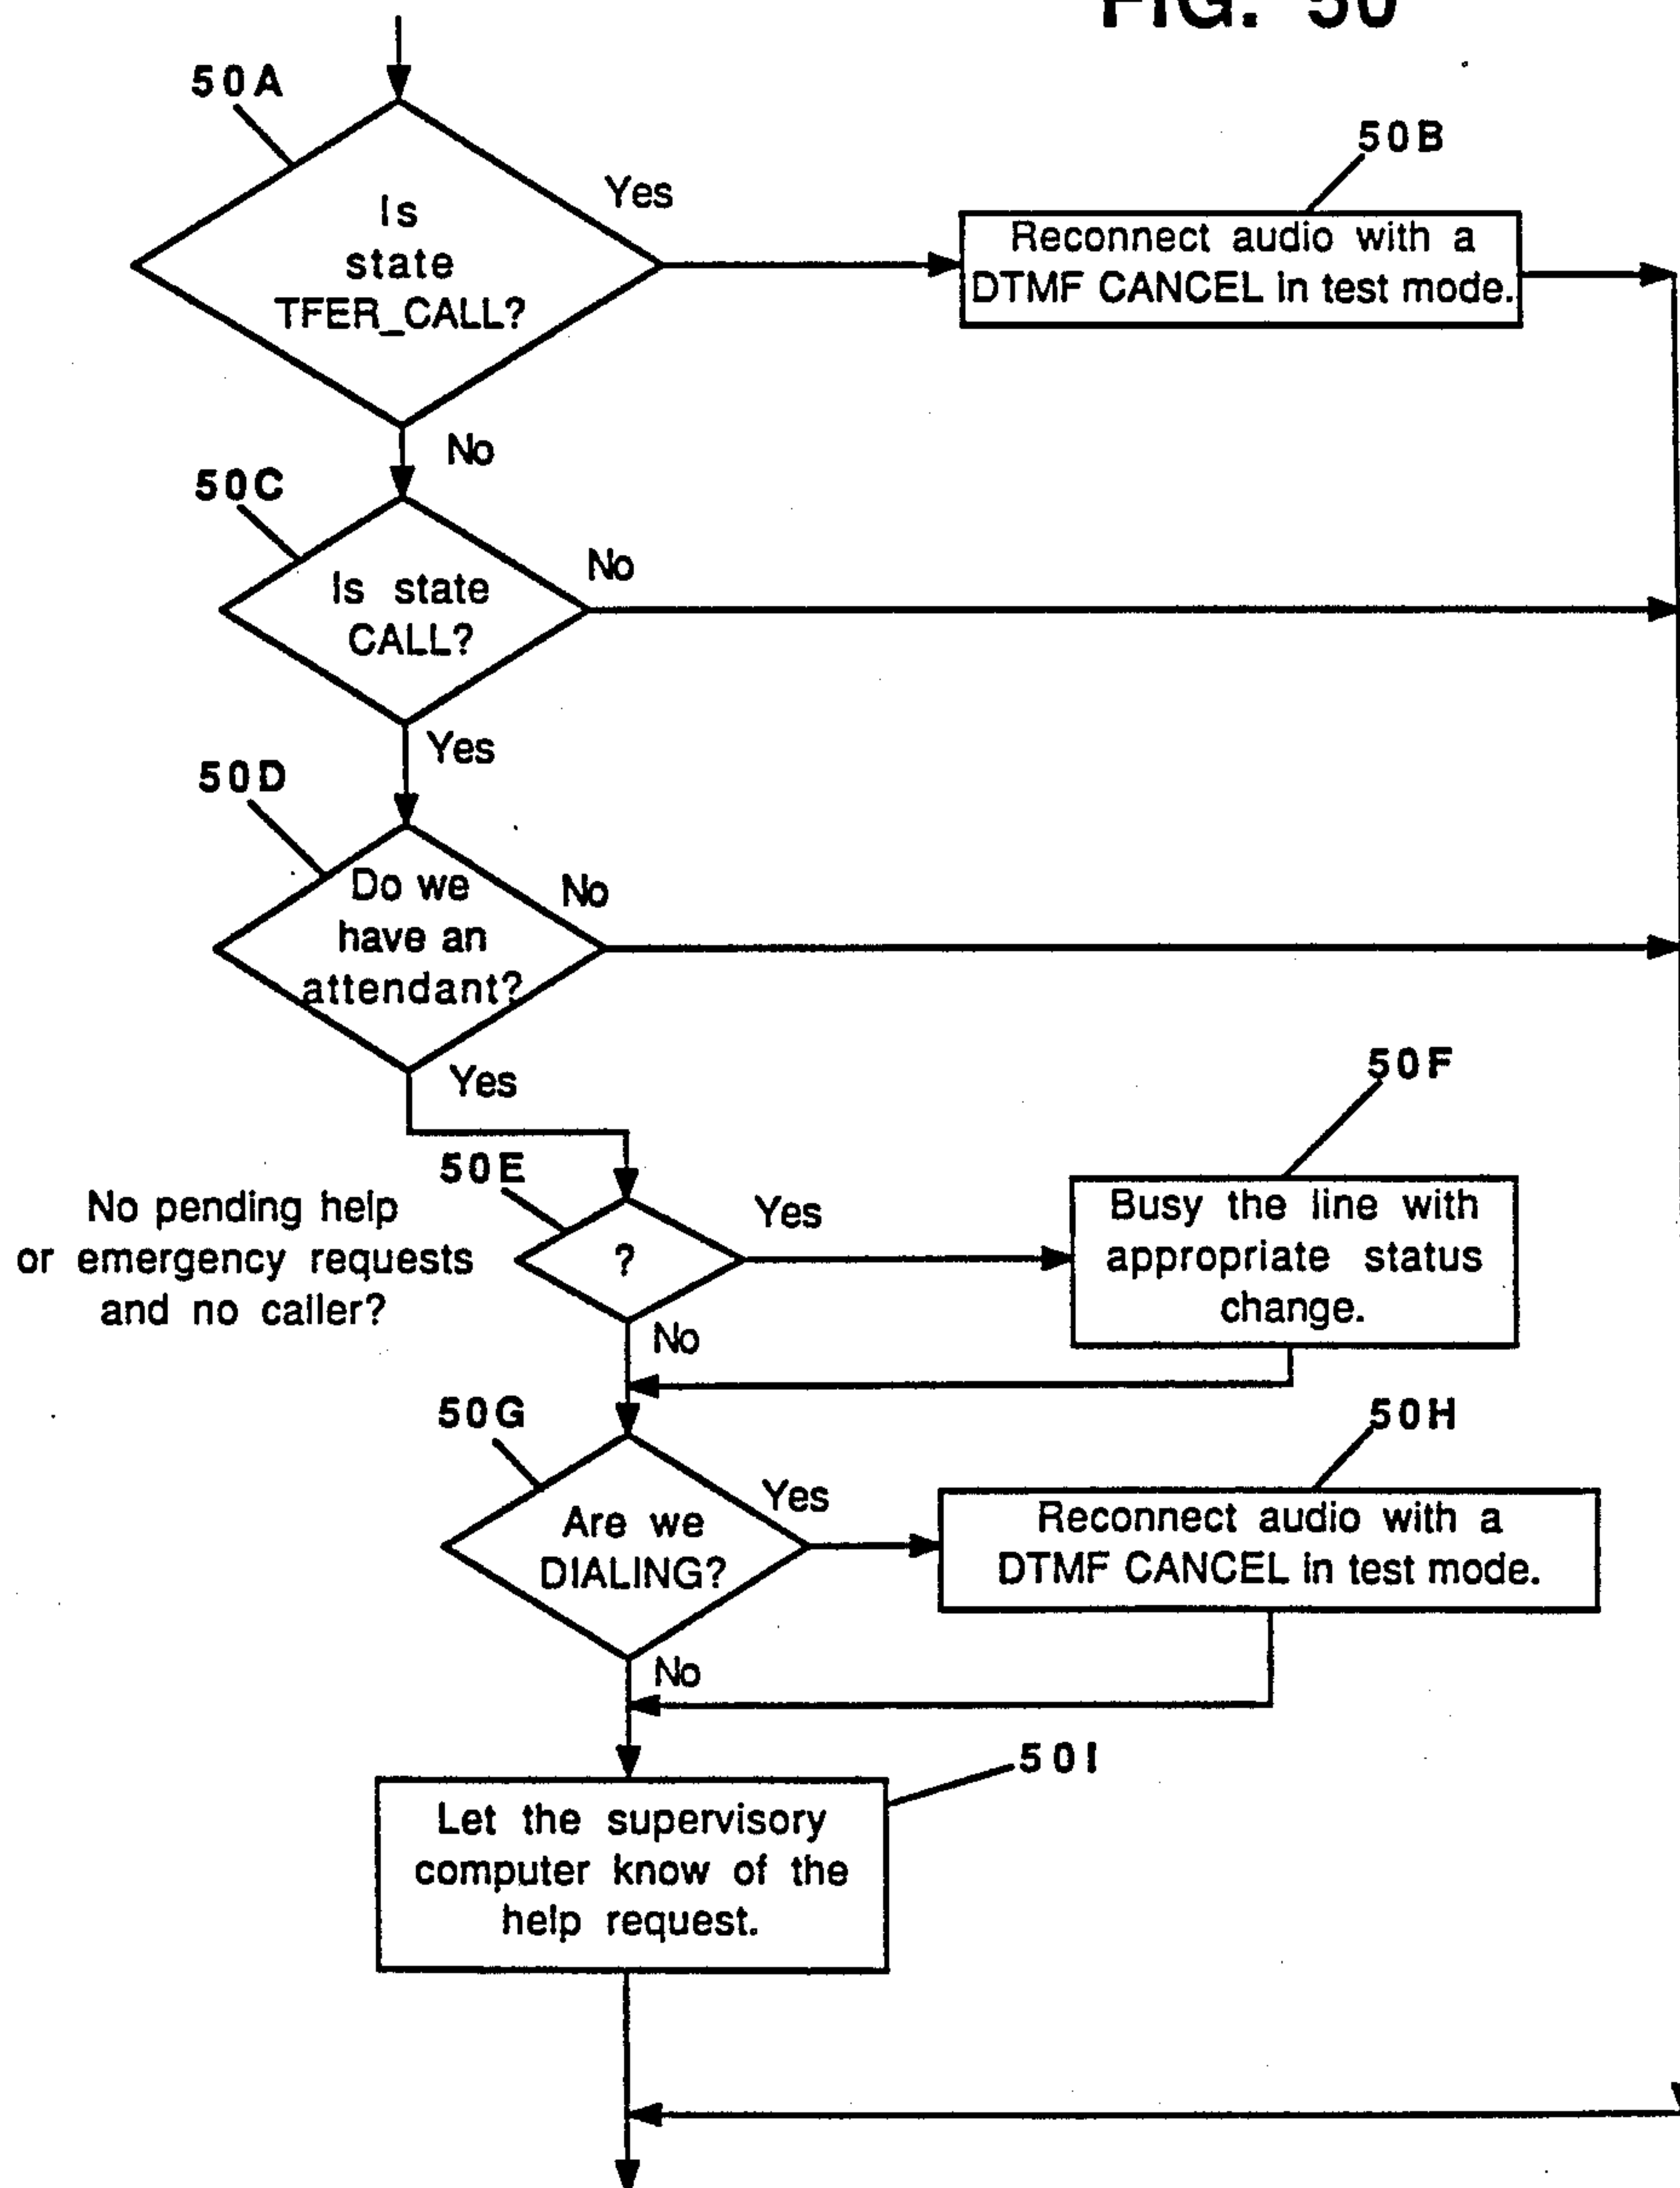 FIG. 50
50A
Is
state
TFER_CALL?
Yes
50B
Reconnect audio with a
DTMF CANCEL in test mode.
No
50C
Is state
CALL?
No
Yes
50D
Do we
have an
attendant?
No
Yes
50E
No pending help
or emergency requests
and no caller?
?
Yes
50F
Busy the line with
appropriate status
change.
No
50G
Are we
DIALING?
Yes
50H
Reconnect audio with a
DTMF CANCEL in test mode.
No
50I
Let the supervisory
computer know of the
help request.